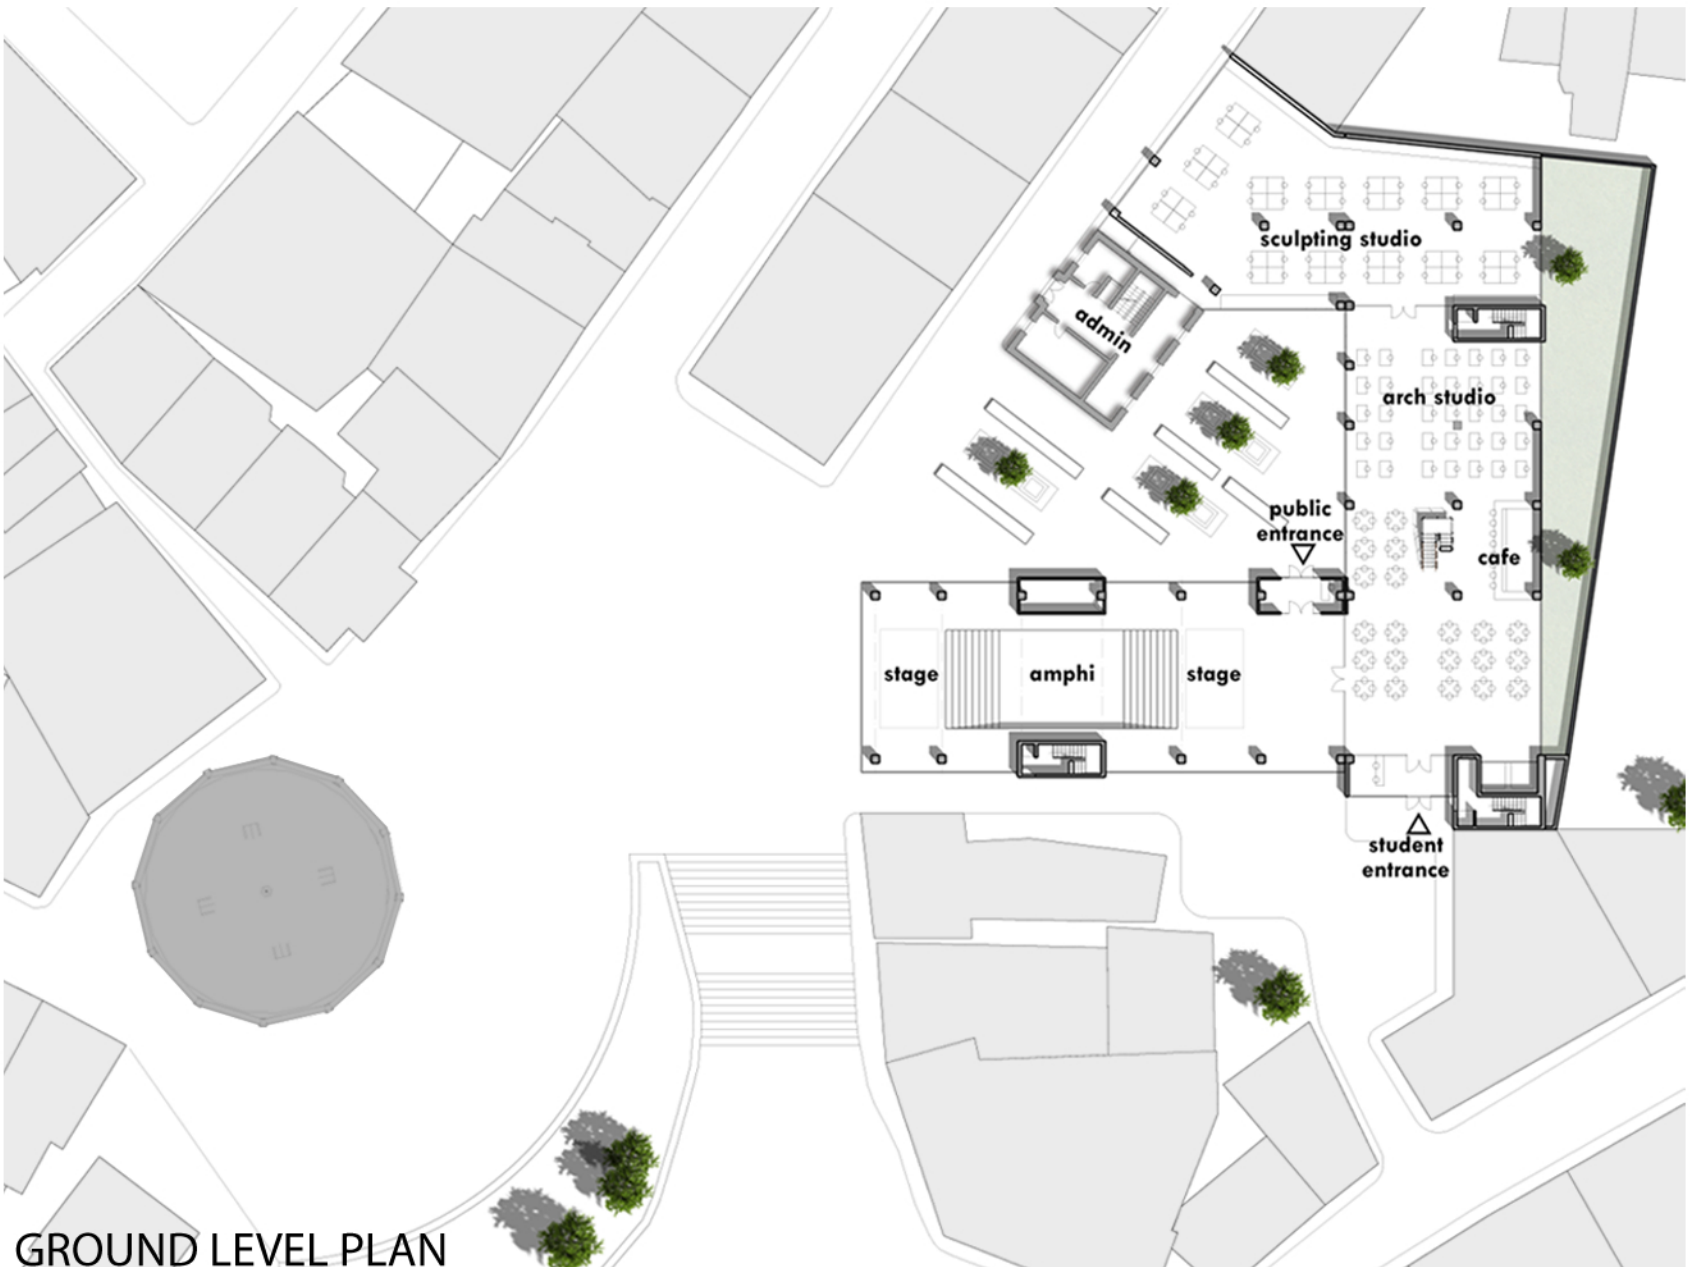 sculpting studio
admin
arch studio
public
entrance
cafe
stage
amphi
stage
student
entrance
GROUND LEVEL PLAN